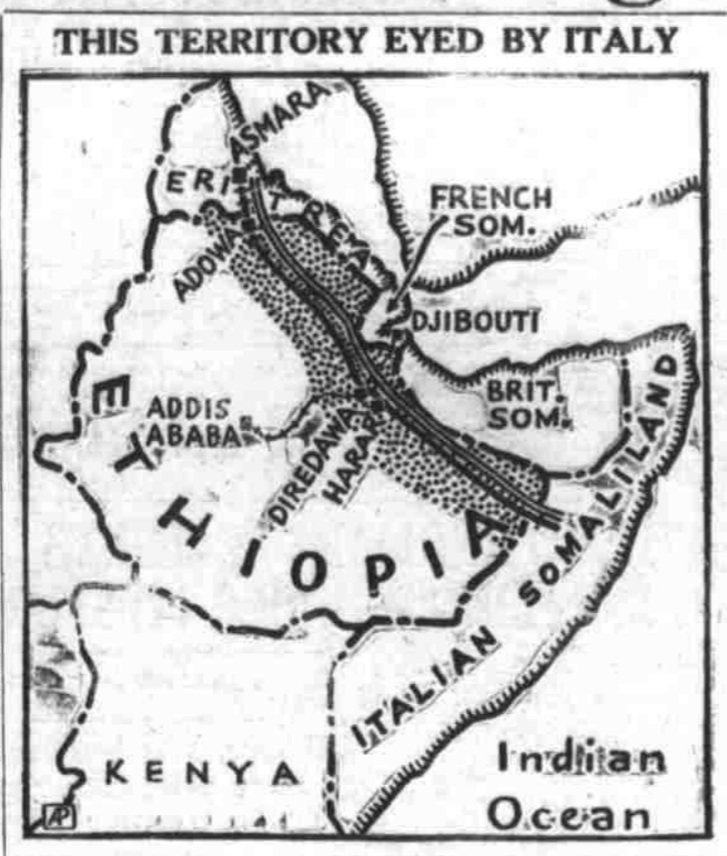 THIS TERRITORY EYED BY ITALY
ASMARA
ERITREA
FRENCH
SOM.
ADOWA
DJIBOUTI
ADDIS
ABABA
BRIT.
SOM.
DIREDAWA
HARAR
ETHIOPIA
ITALIAN SOMALILAND
KENYA
Indian
Ocean
AP